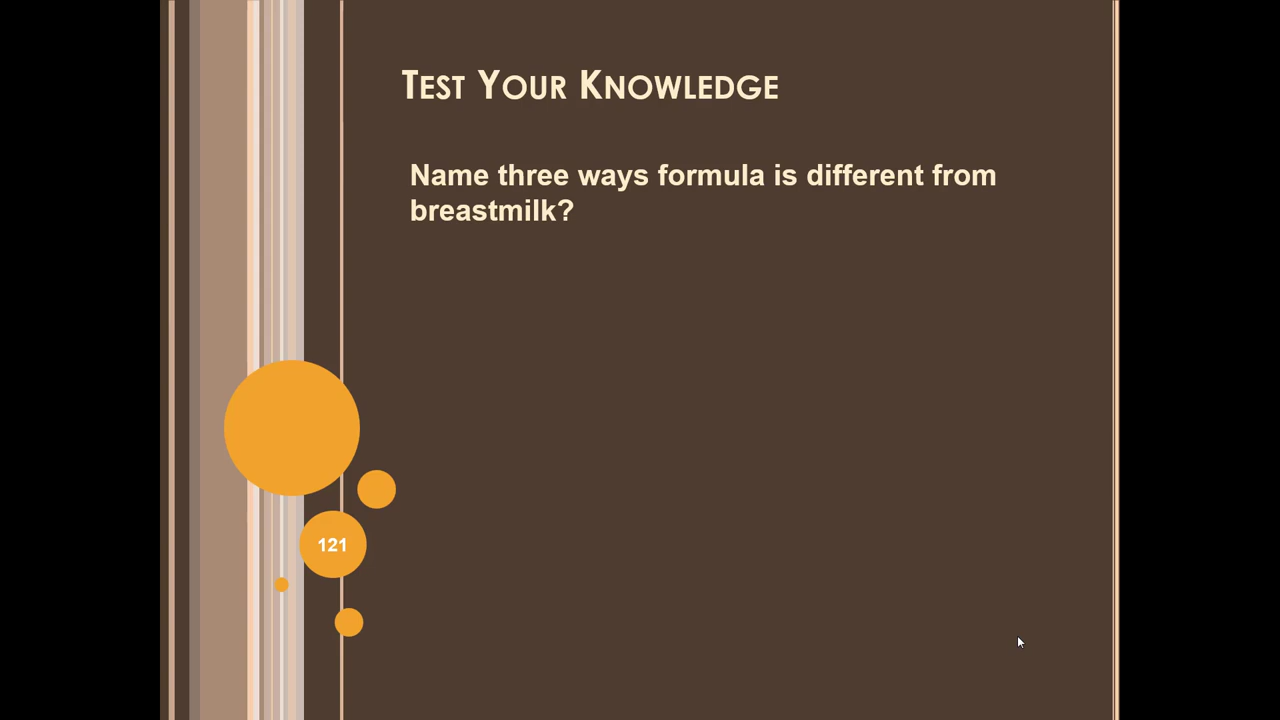 Test Your Knowledge
Name three ways formula is different from
breastmilk?
121